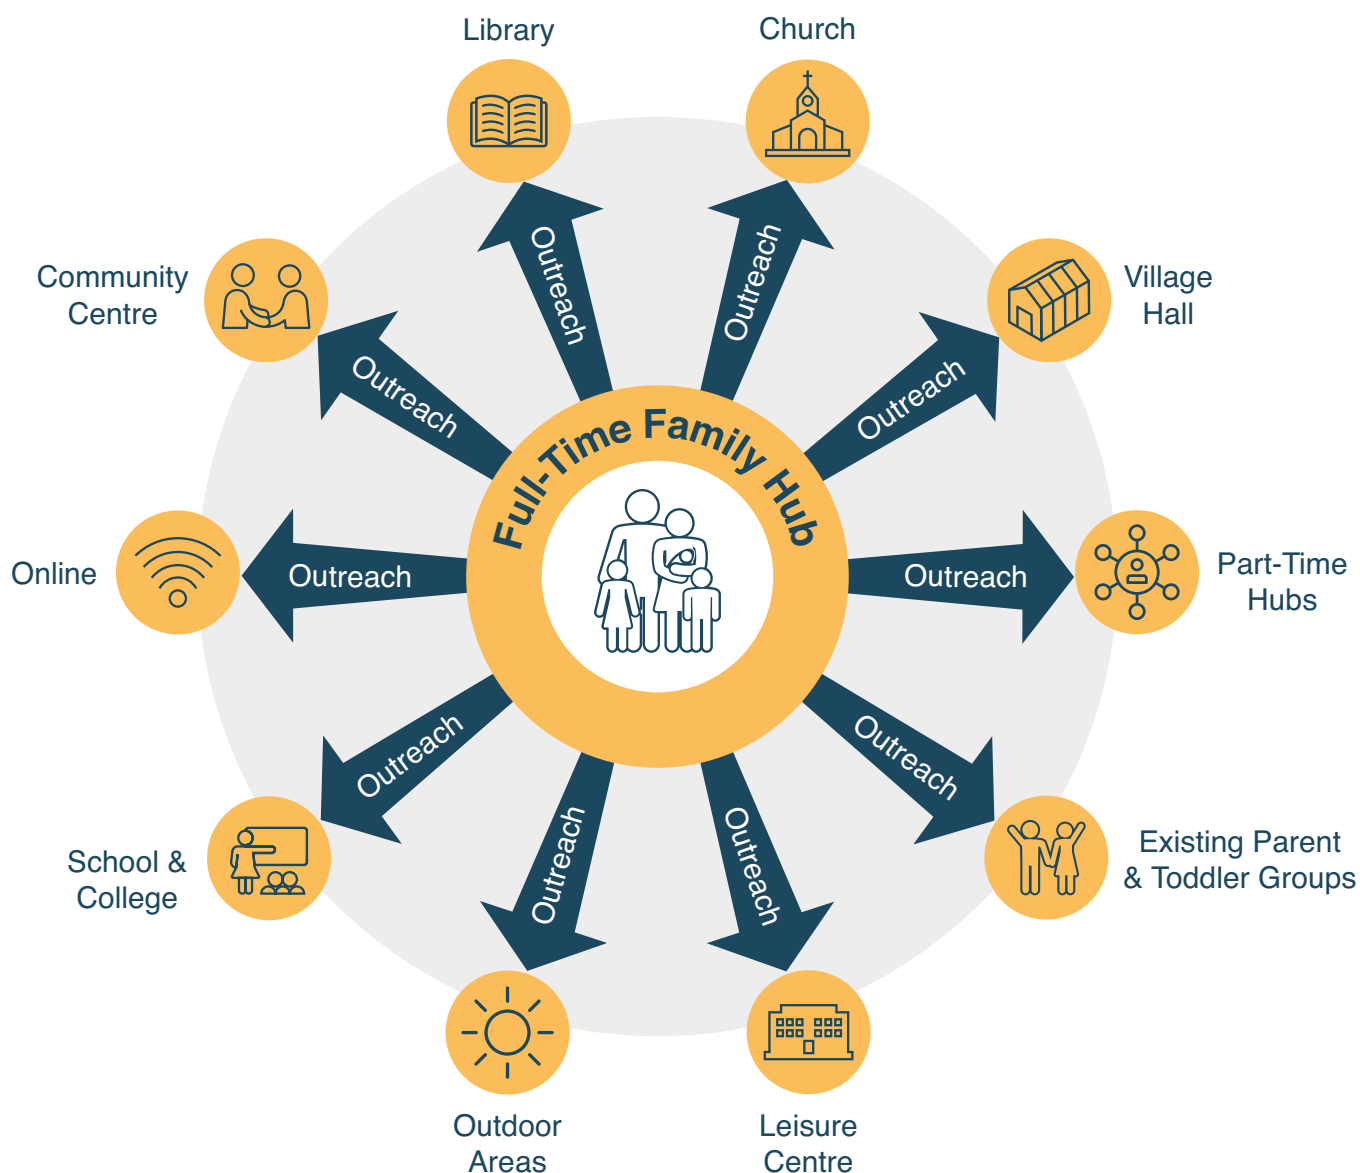 Library
Church
Community
Centre
Village
Hall
Online
Part-Time
Hubs
School &
College
Existing Parent
& Toddler Groups
Outdoor
Areas
Leisure
Centre
Full-Time Family Hub
Outreach
Outreach
Outreach
Outreach
Outreach
Outreach
Outreach
Outreach
Outreach
Outreach